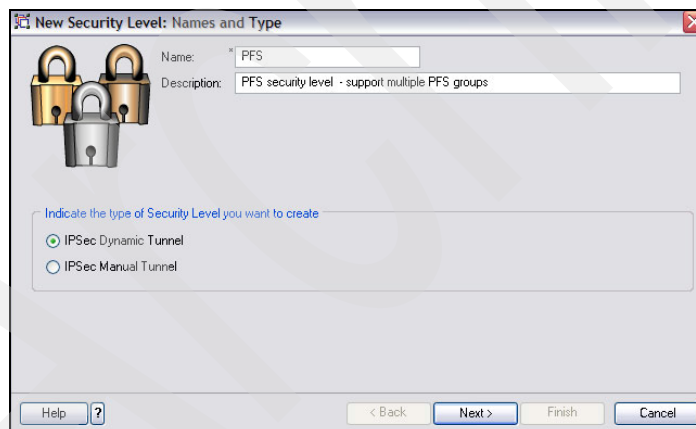 New Security Level: Names and Type
Name: * PFS
Description: PFS security level - support multiple PFS groups
Indicate the type of Security Level you want to create
IPSec Dynamic Tunnel
IPSec Manual Tunnel
Help ? < Back Next > Finish Cancel